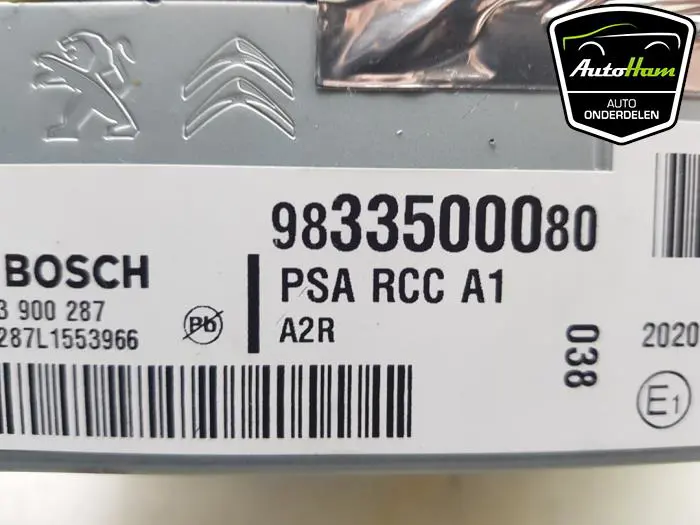 AutoHam
AUTO
ONDERDELEN
9833500080
BOSCH
PSA RCC A1
3 900 287
A2R
287L1553966
Pb
038
2020
E1